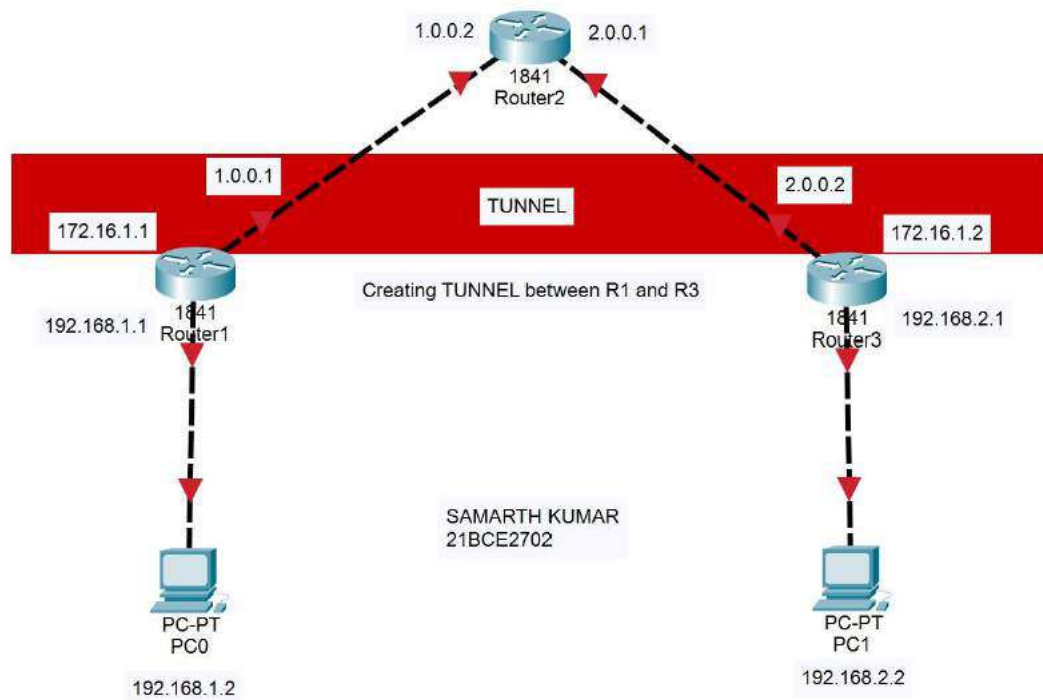 1.0.0.2
2.0.0.1
1841
Router2
1.0.0.1
2.0.0.2
TUNNEL
172.16.1.1
172.16.1.2
Creating TUNNEL between R1 and R3
192.168.1.1
1841
Router1
1841
Router3
192.168.2.1
SAMARTH KUMAR
21BCE2702
PC-PT
PC0
192.168.1.2
PC-PT
PC1
192.168.2.2